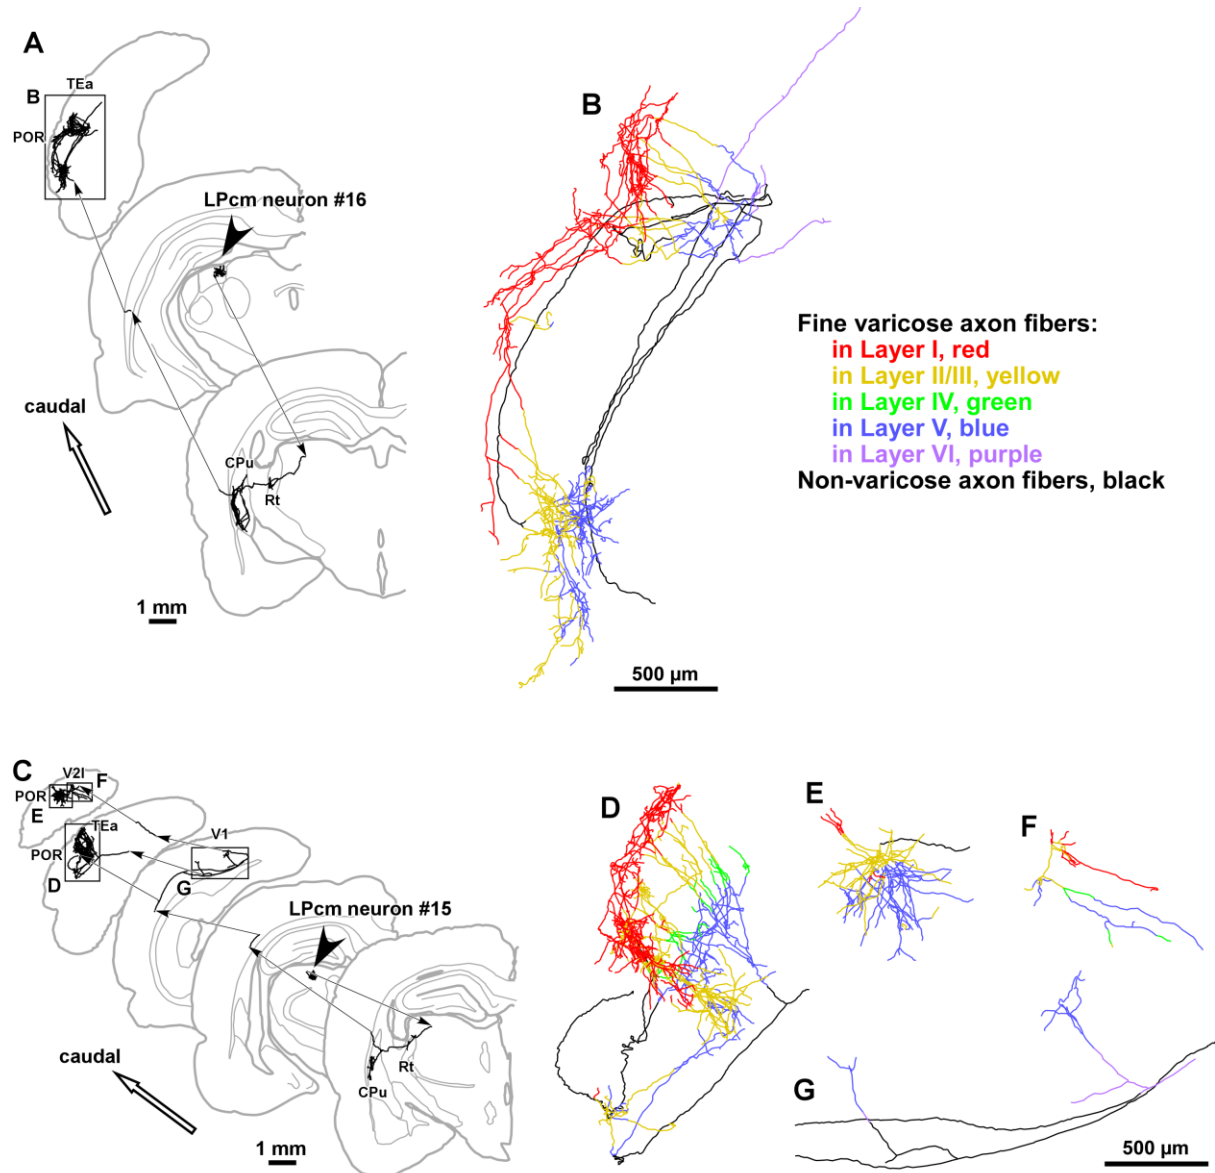 A
TEa
B
POR
LPcm neuron #16
caudal
CPu
Rt
1 mm
B
500 µm
Fine varicose axon fibers:
in Layer I, red
in Layer II/III, yellow
in Layer IV, green
in Layer V, blue
in Layer VI, purple
Non-varicose axon fibers, black
C
V2l
F
POR
E
TEa
V1
POR
D
G
LPcm neuron #15
caudal
Rt
CPu
1 mm
D
E
F
G
500 µm